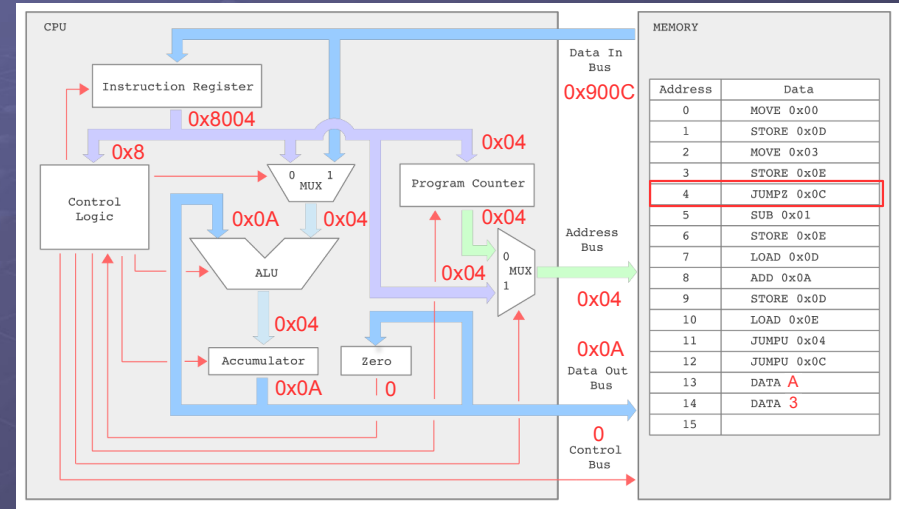 CPU
Data In
Bus
0x900C
Instruction Register
0x8004
0x8
0x04
0 1
MUX
Control
Logic
Program Counter
0x0A
0x04
0x04
ALU
0x04
0
MUX
1
Address
Bus
0x04
0x04
Accumulator
Zero
0x0A
0
0x0A
Data Out
Bus
0
Control
Bus
MEMORY
Address Data
0 MOVE 0x00
1 STORE 0x0D
2 MOVE 0x03
3 STORE 0x0E
4 JUMPZ 0x0C
5 SUB 0x01
6 STORE 0x0E
7 LOAD 0x0D
8 ADD 0x0A
9 STORE 0x0D
10 LOAD 0x0E
11 JUMPU 0x04
12 JUMPU 0x0C
13 DATA A
14 DATA 3
15